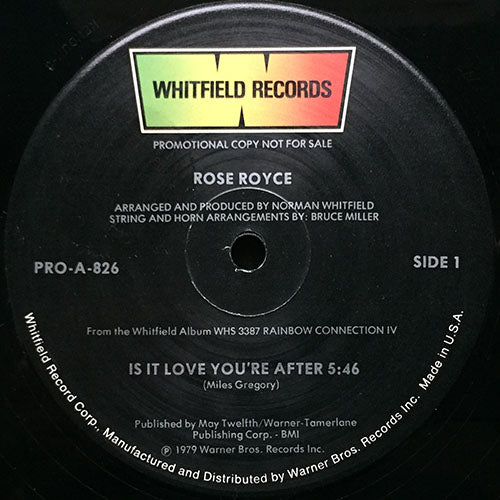 WHITFIELD RECORDS
PROMOTIONAL COPY NOT FOR SALE
ROSE ROYCE
ARRANGED AND PRODUCED BY NORMAN WHITFIELD
STRING AND HORN ARRANGEMENTS BY: BRUCE MILLER
PRO-A-826
SIDE 1
From the Whitfield Album WHS 3387 RAINBOW CONNECTION IV
IS IT LOVE YOU'RE AFTER 5:46
(Miles Gregory)
Published by May Twelfth/Warner-Tamerlane
Publishing Corp. - BMI
℗ 1979 Warner Bros. Records Inc.
Whitfield Record Corp., Manufactured and Distributed by Warner Bros. Records Inc. Made in U.S.A.